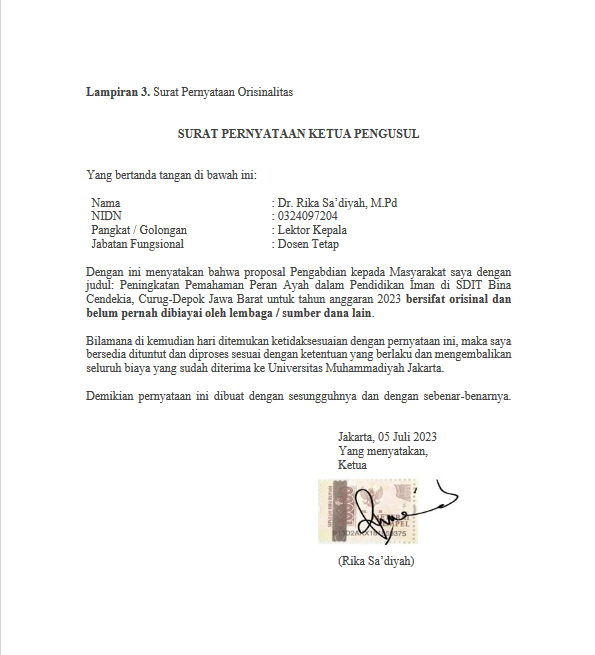 Lampiran 3. Surat Pernyataan Orisinalitas
SURAT PERNYATAAN KETUA PENGUSUL
Yang bertanda tangan di bawah ini:
Nama : Dr. Rika Sa’diyah, M.Pd
NIDN : 0324097204
Pangkat / Golongan : Lektor Kepala
Jabatan Fungsional : Dosen Tetap
Dengan ini menyatakan bahwa proposal Pengabdian kepada Masyarakat saya dengan
judul: Peningkatan Pemahaman Peran Ayah dalam Pendidikan Iman di SDIT Bina
Cendekia, Curug-Depok Jawa Barat untuk tahun anggaran 2023 bersifat orisinal dan
belum pernah dibiayai oleh lembaga / sumber dana lain.
Bilamana di kemudian hari ditemukan ketidaksesuaian dengan pernyataan ini, maka saya
bersedia dituntut dan diproses sesuai dengan ketentuan yang berlaku dan mengembalikan
seluruh biaya yang sudah diterima ke Universitas Muhammadiyah Jakarta.
Demikian pernyataan ini dibuat dengan sesungguhnya dan dengan sebenar-benarnya.
Jakarta, 05 Juli 2023
Yang menyatakan,
Ketua
(Rika Sa’diyah)